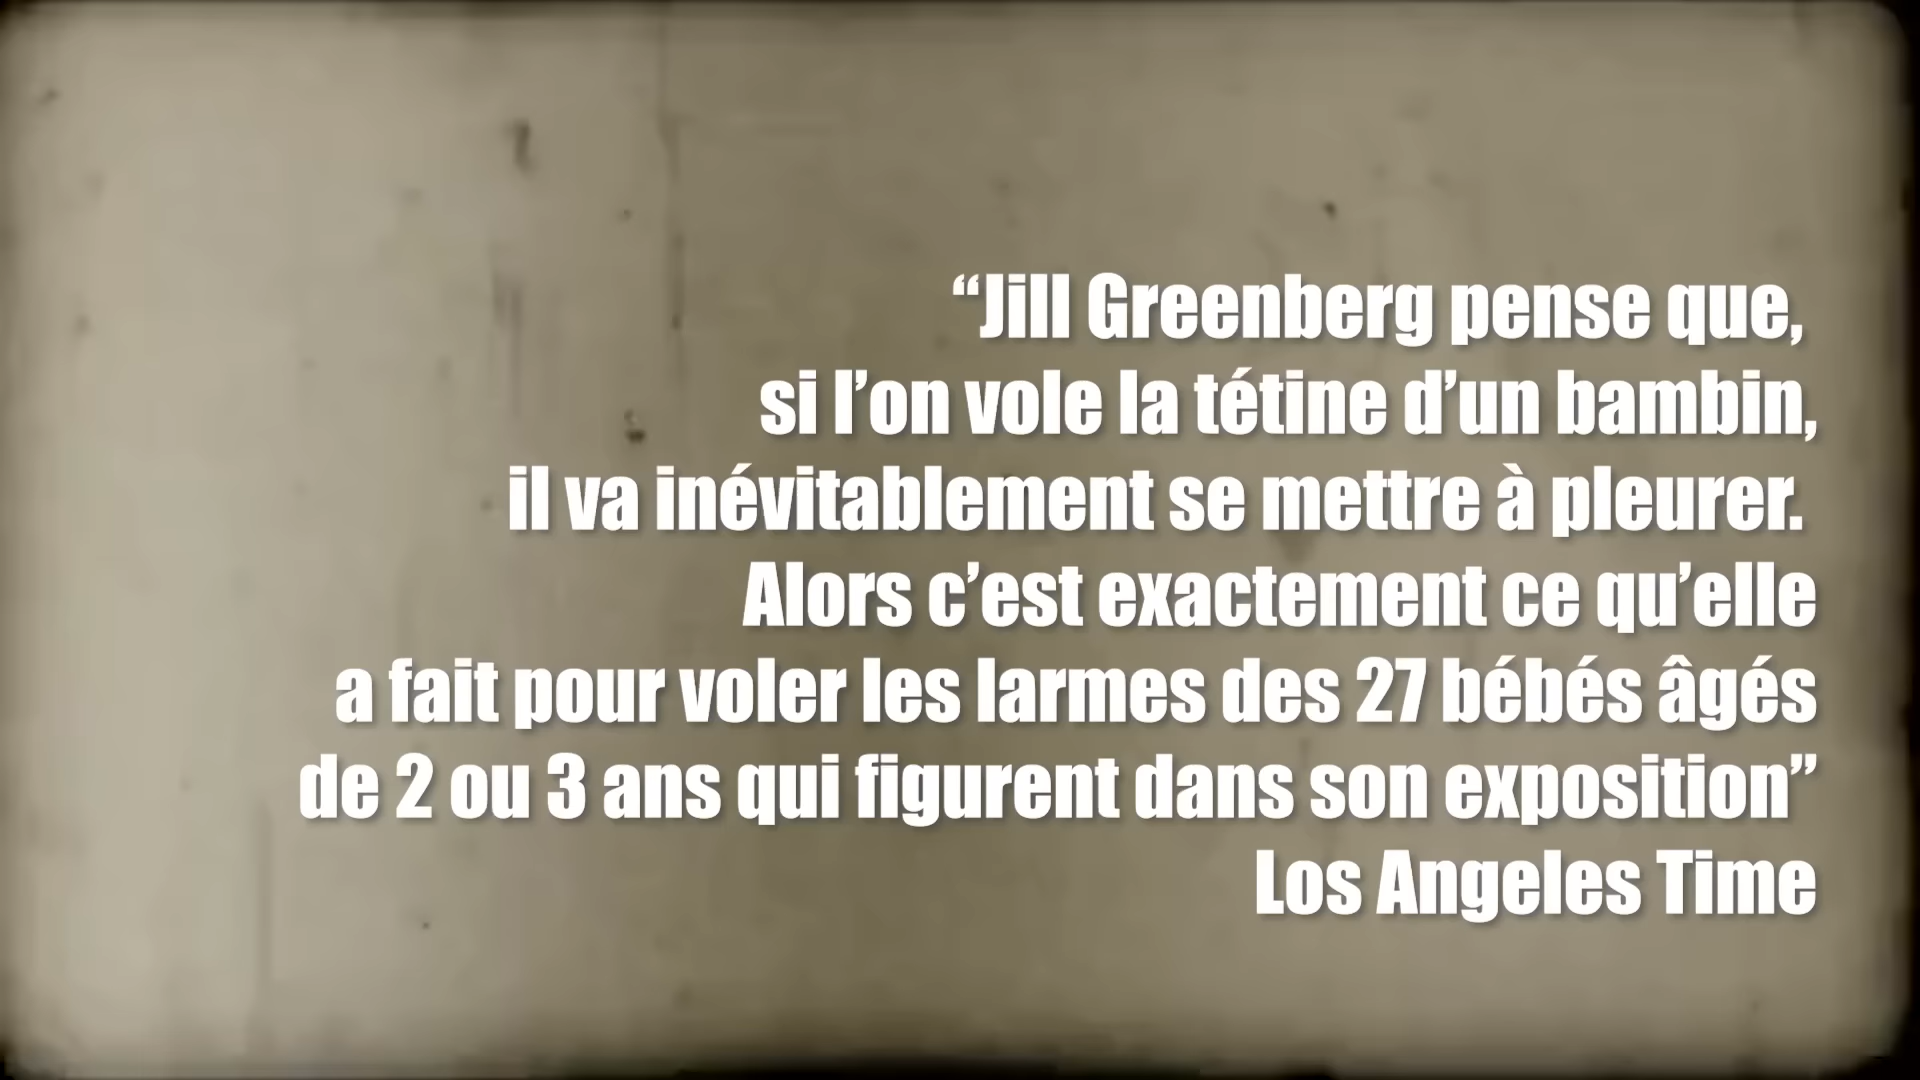 “Jill Greenberg pense que,
si l’on vole la tétine d’un bambin,
il va inévitablement se mettre à pleurer.
Alors c’est exactement ce qu’elle
a fait pour voler les larmes des 27 bébés âgés
de 2 ou 3 ans qui figurent dans son exposition”
Los Angeles Time